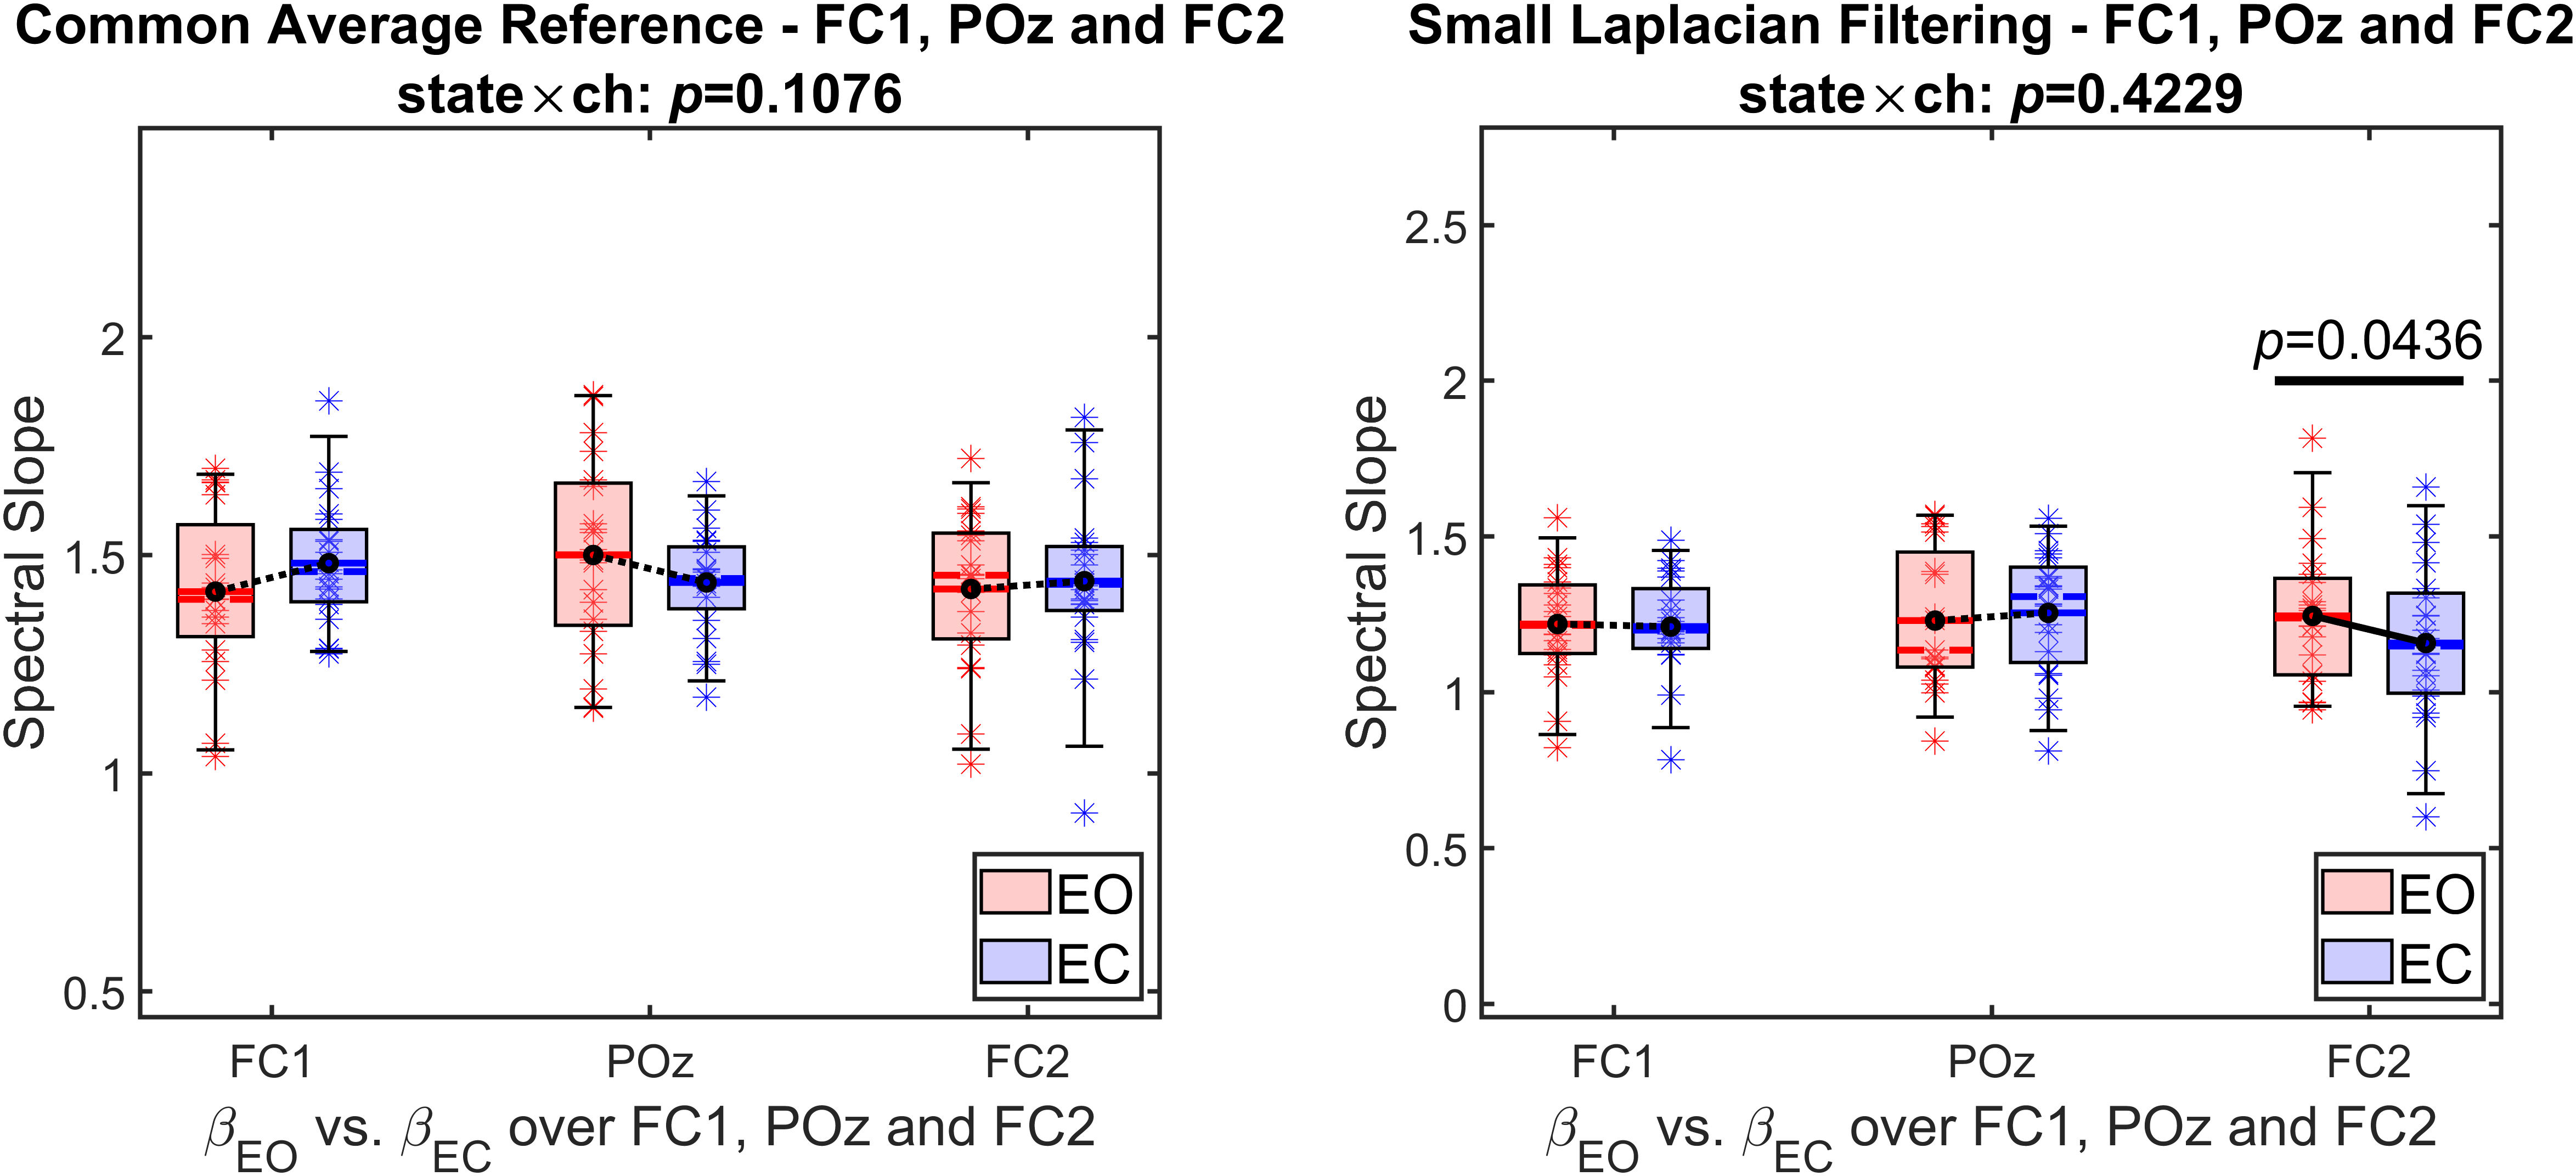 Common Average Reference - FC1, POz and FC2
state×ch: p=0.1076
Spectral Slope
2
1.5
1
0.5
EO
EC
FC1 POz FC2
βEO vs. βEC over FC1, POz and FC2
Small Laplacian Filtering - FC1, POz and FC2
state×ch: p=0.4229
Spectral Slope
2.5
2
1.5
1
0.5
0
p=0.0436
EO
EC
FC1 POz FC2
βEO vs. βEC over FC1, POz and FC2